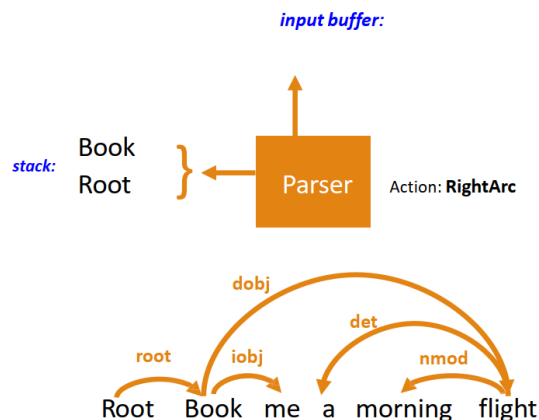 input buffer:
Book
stack:
Root
Parser
Action: RightArc
dobj
det
root
iobj
nmod
Root Book me a morning flight